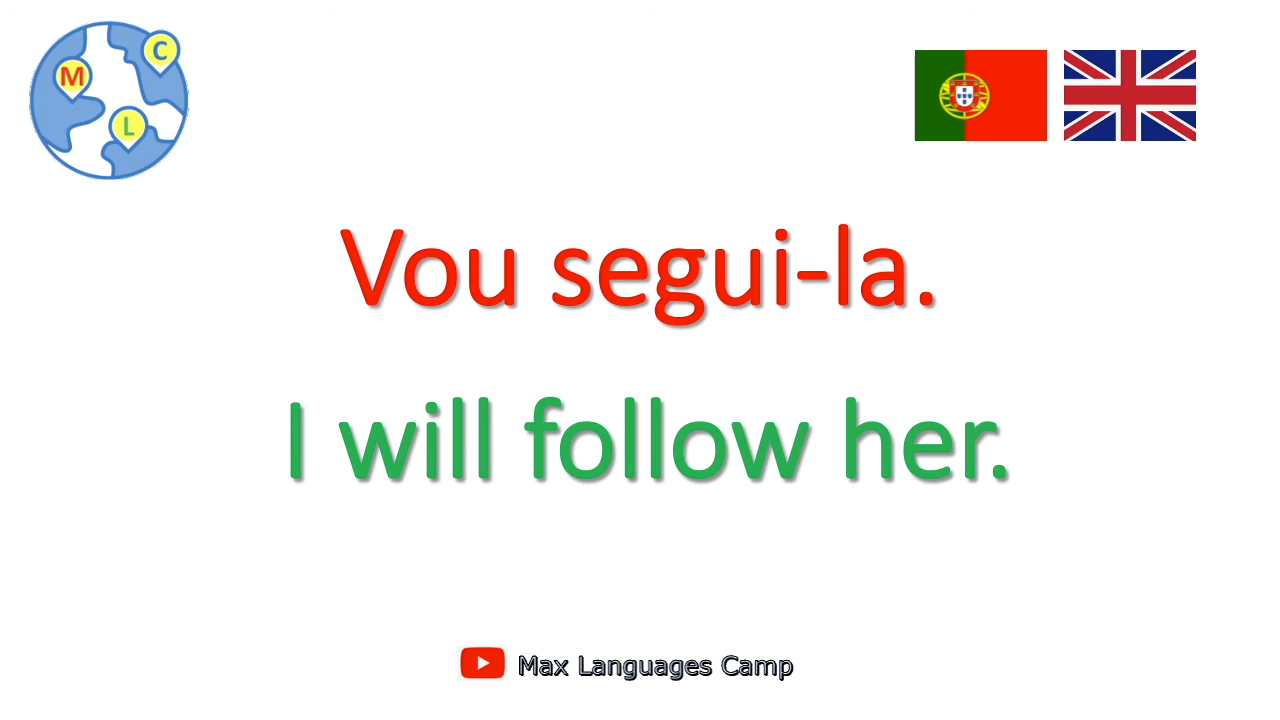 M
C
L
Vou segui-la.
I will follow her.
Max Languages Camp